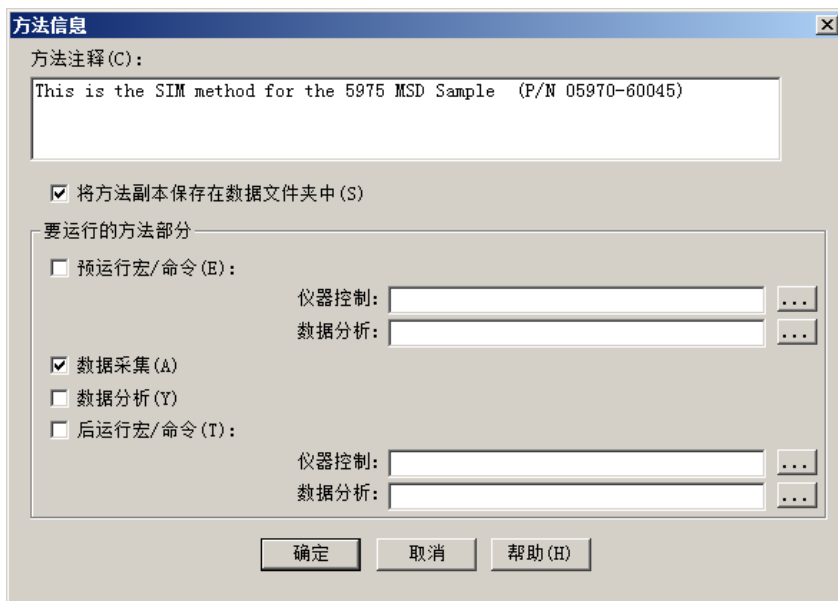 方法信息
方法注释(C):
This is the SIM method for the 5975 MSD Sample  (P/N 05970-60045)
将方法副本保存在数据文件夹中(S)
要运行的方法部分
预运行宏/命令(E):
仪器控制: ...
数据分析: ...
数据采集(A)
数据分析(Y)
后运行宏/命令(T):
仪器控制: ...
数据分析: ...
确定 取消 帮助(H)